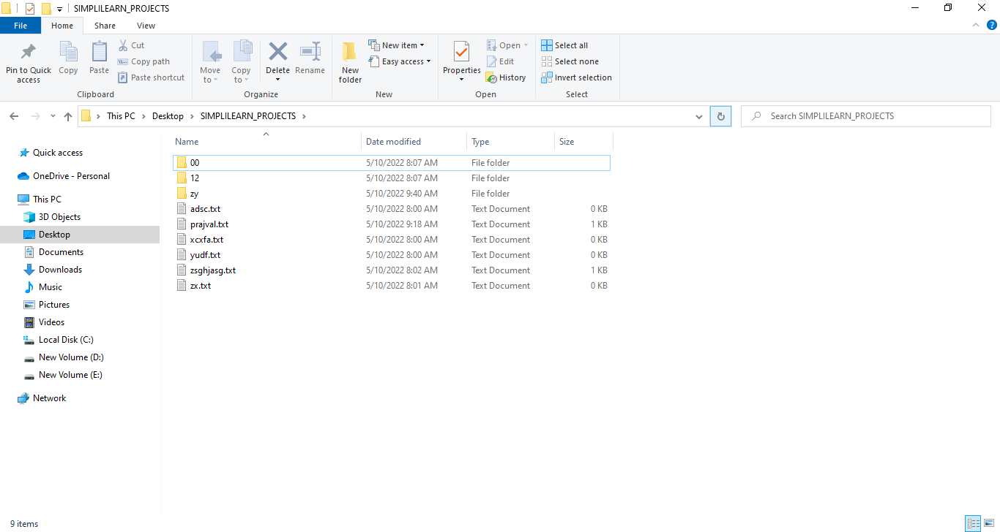 SIMPLILEARN_PROJECTS
File Home Share View
Pin to Quick access
Copy
Paste
Cut
Copy path
Paste shortcut
Clipboard
Move to
Copy to
Delete
Rename
Organize
New folder
New item
Easy access
New
Properties
Open
Edit
History
Open
Select all
Select none
Invert selection
Select
This PC > Desktop > SIMPLILEARN_PROJECTS >
Search SIMPLILEARN_PROJECTS
Quick access
OneDrive - Personal
This PC
3D Objects
Desktop
Documents
Downloads
Music
Pictures
Videos
Local Disk (C:)
New Volume (D:)
New Volume (E:)
Network
Name Date modified Type Size
00 5/10/2022 8:07 AM File folder
12 5/10/2022 8:07 AM File folder
zy 5/10/2022 9:40 AM File folder
adsc.txt 5/10/2022 8:00 AM Text Document 0 KB
prajval.txt 5/10/2022 9:18 AM Text Document 1 KB
xcxfa.txt 5/10/2022 8:00 AM Text Document 0 KB
yudf.txt 5/10/2022 8:00 AM Text Document 0 KB
zsghjasg.txt 5/10/2022 8:02 AM Text Document 1 KB
zx.txt 5/10/2022 8:01 AM Text Document 0 KB
9 items